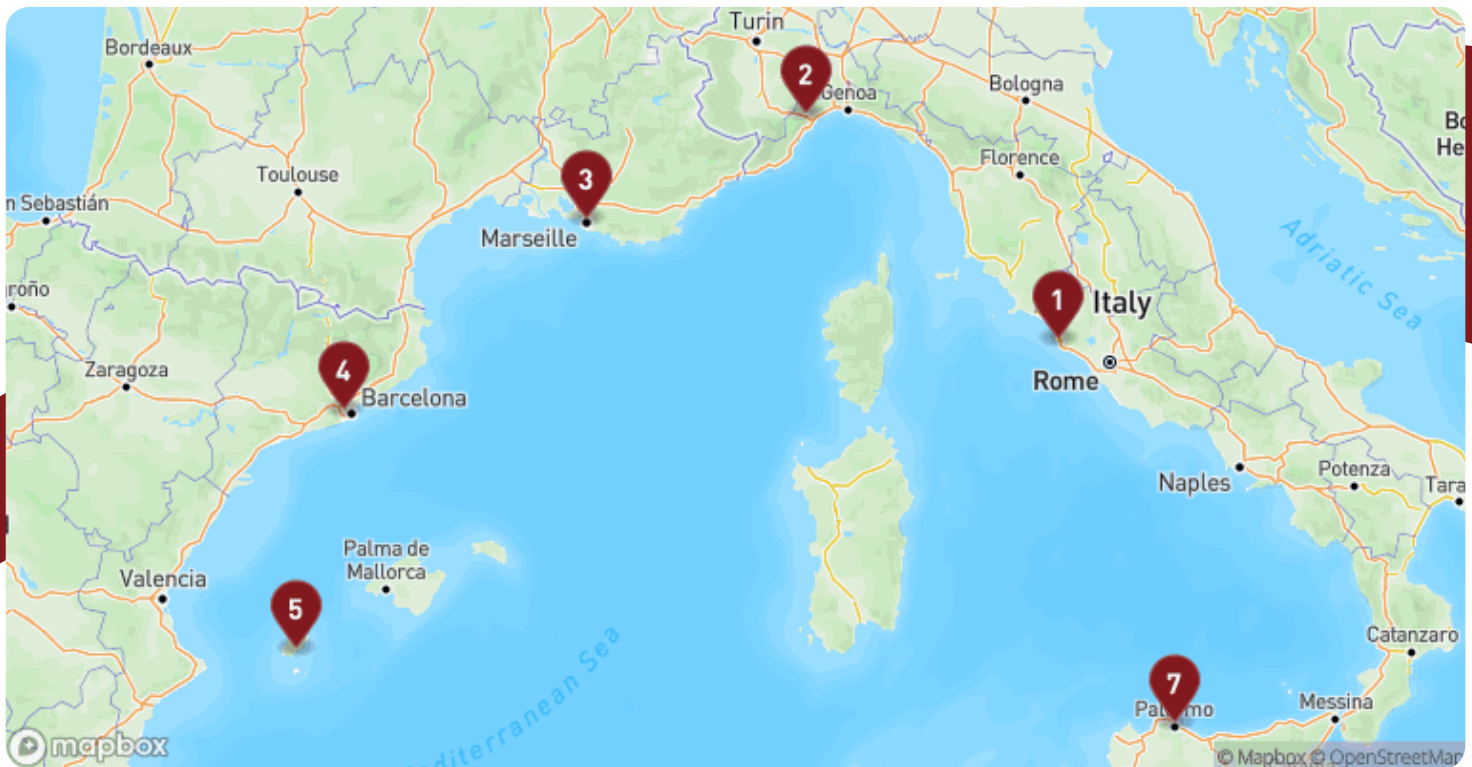 Turin
Bordeaux
2
Genoa
Bologna
Bo
He
Florence
Toulouse
3
n Sebastián
Marseille
Adriatic Sea
groño
1
Italy
4
Zaragoza
Rome
Barcelona
Naples
Potenza
Tara
Palma de
Mallorca
Valencia
5
Mediterranean Sea
Catanzaro
7
Palermo
Messina
mapbox
© Mapbox © OpenStreetMap